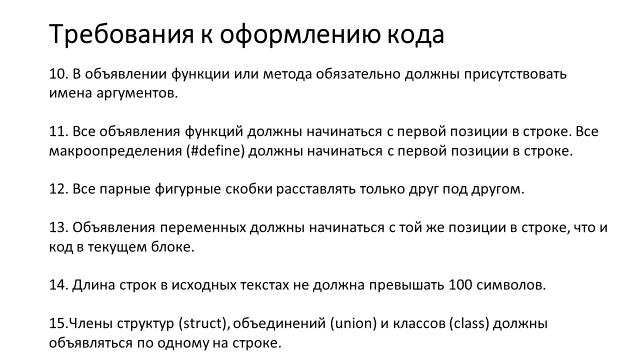 Требования к оформлению кода
10. В объявлении функции или метода обязательно должны присутствовать
имена аргументов.
11. Все объявления функций должны начинаться с первой позиции в строке. Все
макроопределения (#define) должны начинаться с первой позиции в строке.
12. Все парные фигурные скобки расставлять только друг под другом.
13. Объявления переменных должны начинаться с той же позиции в строке, что и
код в текущем блоке.
14. Длина строк в исходных текстах не должна превышать 100 символов.
15.Члены структур (struct), объединений (union) и классов (class) должны
объявляться по одному на строке.